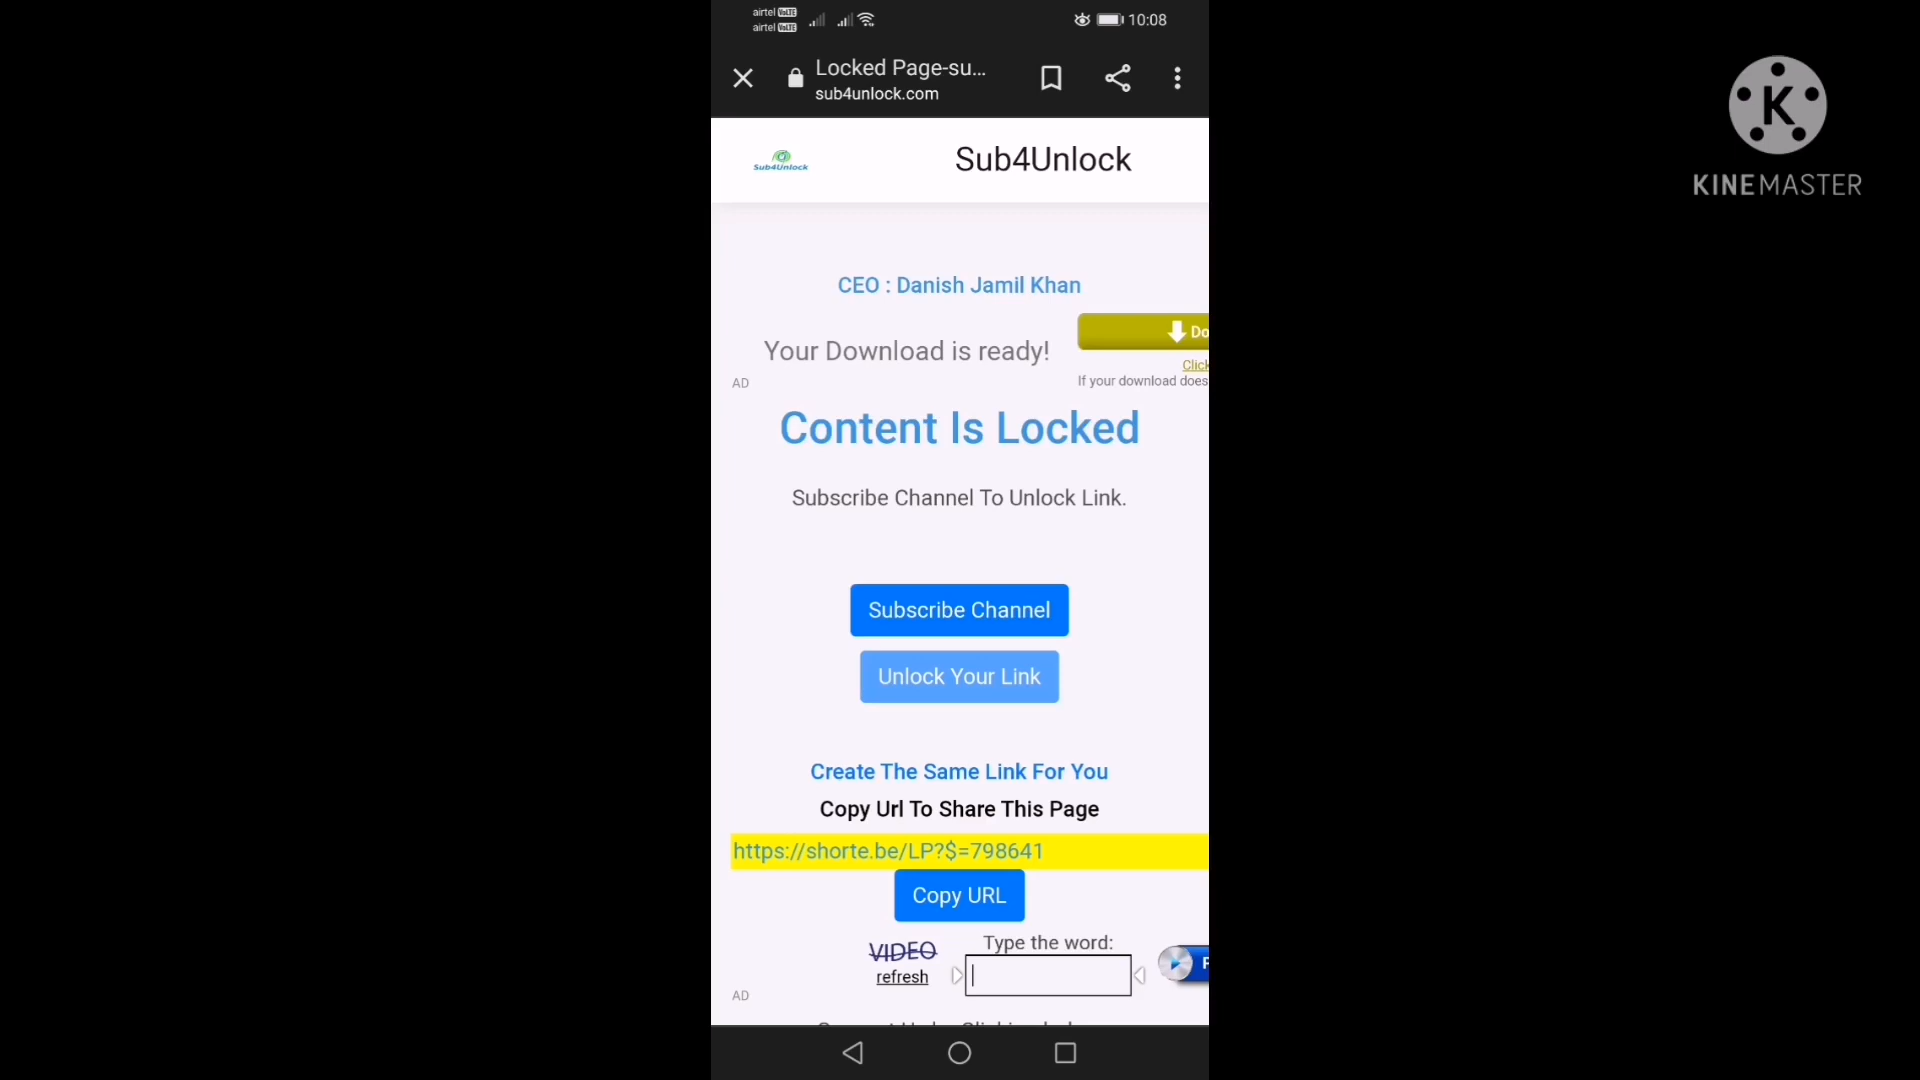 airtel VoLTE
airtel VoLTE
10:08
Locked Page-su...
sub4unlock.com
K
KINEMASTER
Sub4Unlock
Sub4Unlock
CEO : Danish Jamil Khan
Do
Your Download is ready!
Click
If your download does
AD
Content Is Locked
Subscribe Channel To Unlock Link.
Subscribe Channel
Unlock Your Link
Create The Same Link For You
Copy Url To Share This Page
https://shorte.be/LP?$=798641
Copy URL
VIDEO
Type the word:
refresh
AD